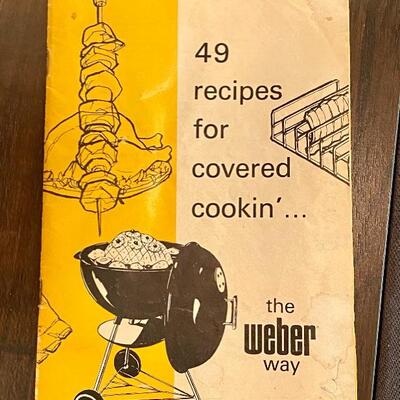 49
recipes
for
covered
cookin'...
the
weber
way